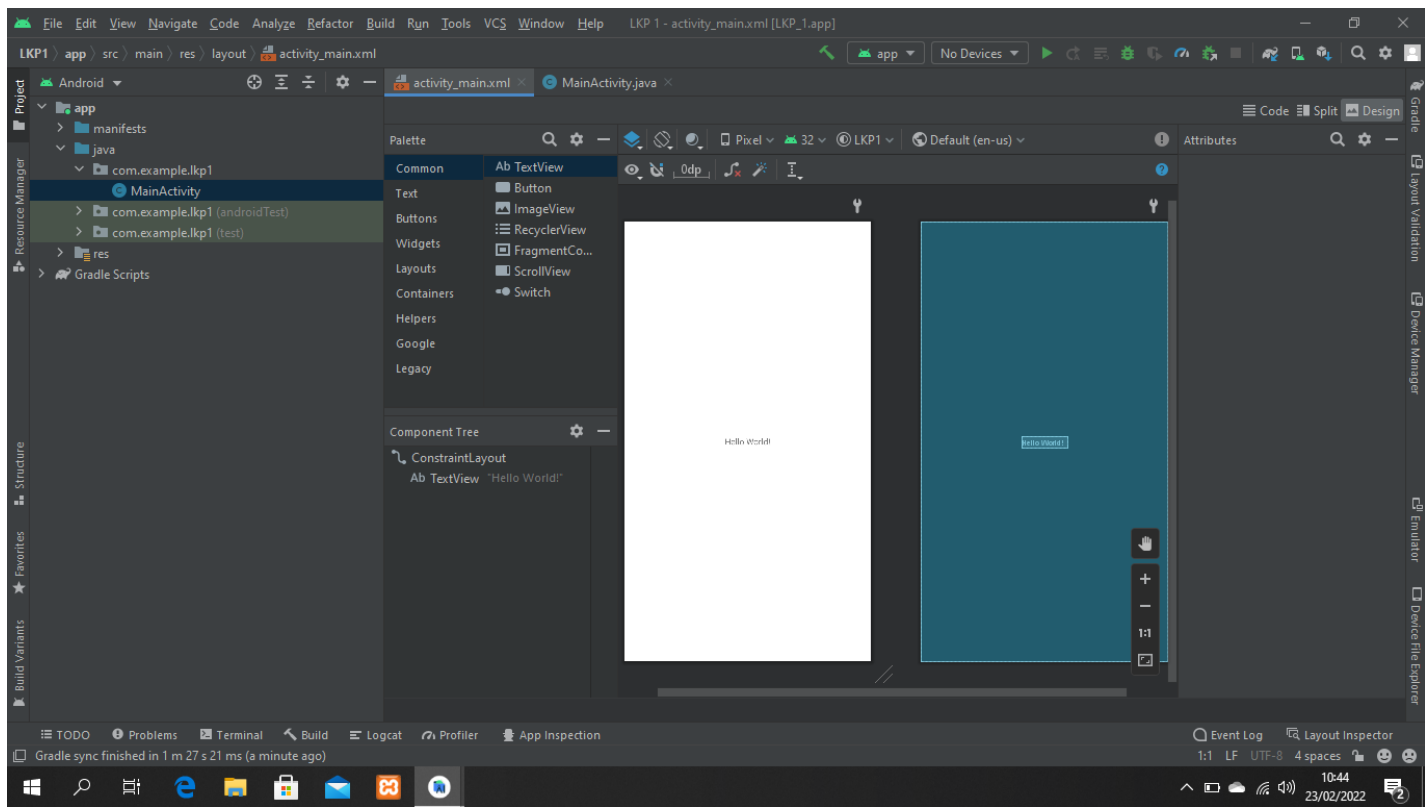 File Edit View Navigate Code Analyze Refactor Build Run Tools VCS Window Help LKP 1 - activity_main.xml [LKP_1.app]
LKP1 app src main res layout activity_main.xml
app No Devices
Project
Android
activity_main.xml MainActivity.java
app
manifests
java
com.example.lkp1
MainActivity
com.example.lkp1 (androidTest)
com.example.lkp1 (test)
res
Gradle Scripts
Resource Manager
Structure
Favorites
Build Variants
Code Split Design
Palette
Common
Text
Buttons
Widgets
Layouts
Containers
Helpers
Google
Legacy
Ab TextView
Button
ImageView
RecyclerView
FragmentCo...
ScrollView
Switch
Component Tree
ConstraintLayout
Ab TextView "Hello World!"
Pixel 32 LKP1 Default (en-us)
0dp
Hello World!
Hello World!
1:1
Attributes
Gradle
Layout Validation
Device Manager
Emulator
Device File Explorer
TODO Problems Terminal Build Logcat Profiler App Inspection
Event Log Layout Inspector
Gradle sync finished in 1 m 27 s 21 ms (a minute ago)
1:1 LF UTF-8 4 spaces
10:44
23/02/2022
2